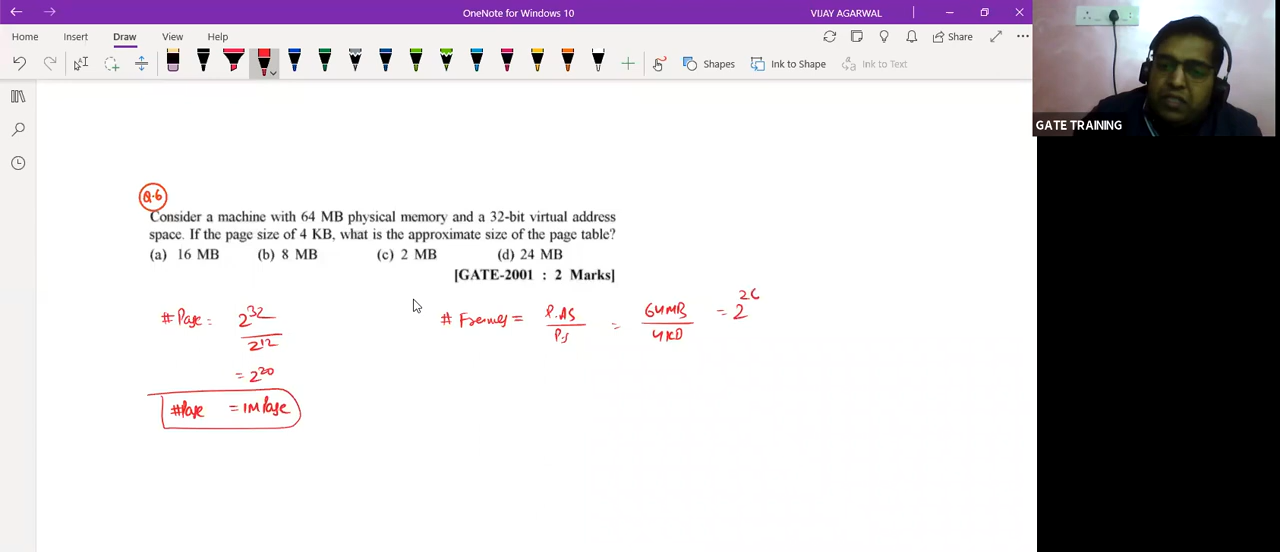 OneNote for Windows 10
VIJAY AGARWAL
Home Insert Draw View Help
Share
Shapes Ink to Shape Ink to Text
GATE TRAINING
Q.6
Consider a machine with 64 MB physical memory and a 32-bit virtual address
space. If the page size of 4 KB, what is the approximate size of the page table?
(a) 16 MB (b) 8 MB (c) 2 MB (d) 24 MB
[GATE-2001 : 2 Marks]
#Page = 2^32 / 2^12
= 2^20
#Page = 1M Page
# Frames = P.AS / P.S = 64MB / 4KB = 2^26